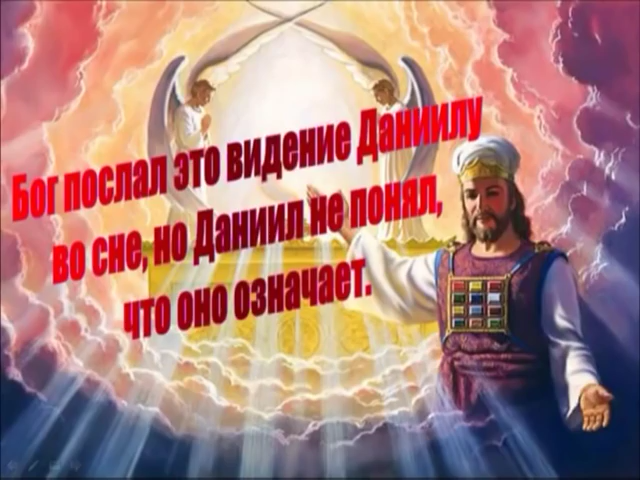 Бог послал это видение Даниилу
во сне, но Даниил не понял,
что оно означает.